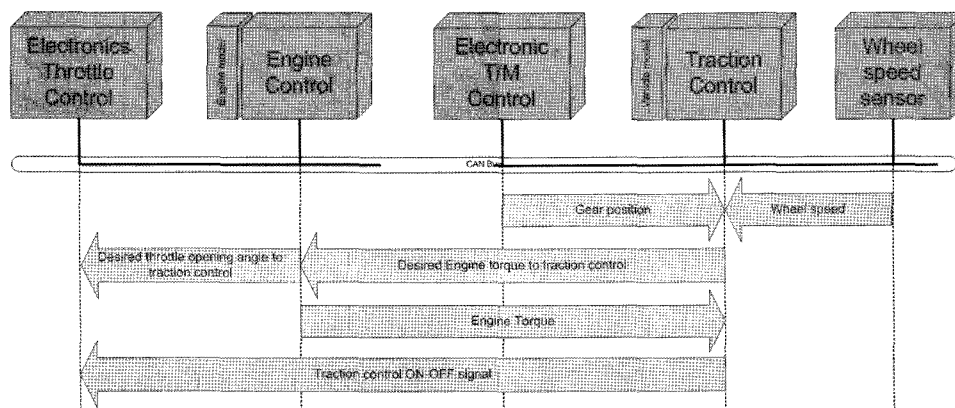 Electronics
Throttle
Control
Engine model
Engine
Control
Electronic
T/M
Control
Vehicle model
Traction
Control
Wheel
speed
sensor
CAN Bus
Gear position
Wheel speed
Desired throttle opening angle to
traction control
Desired Engine torque to traction control
Engine Torque
Traction control ON OFF signal